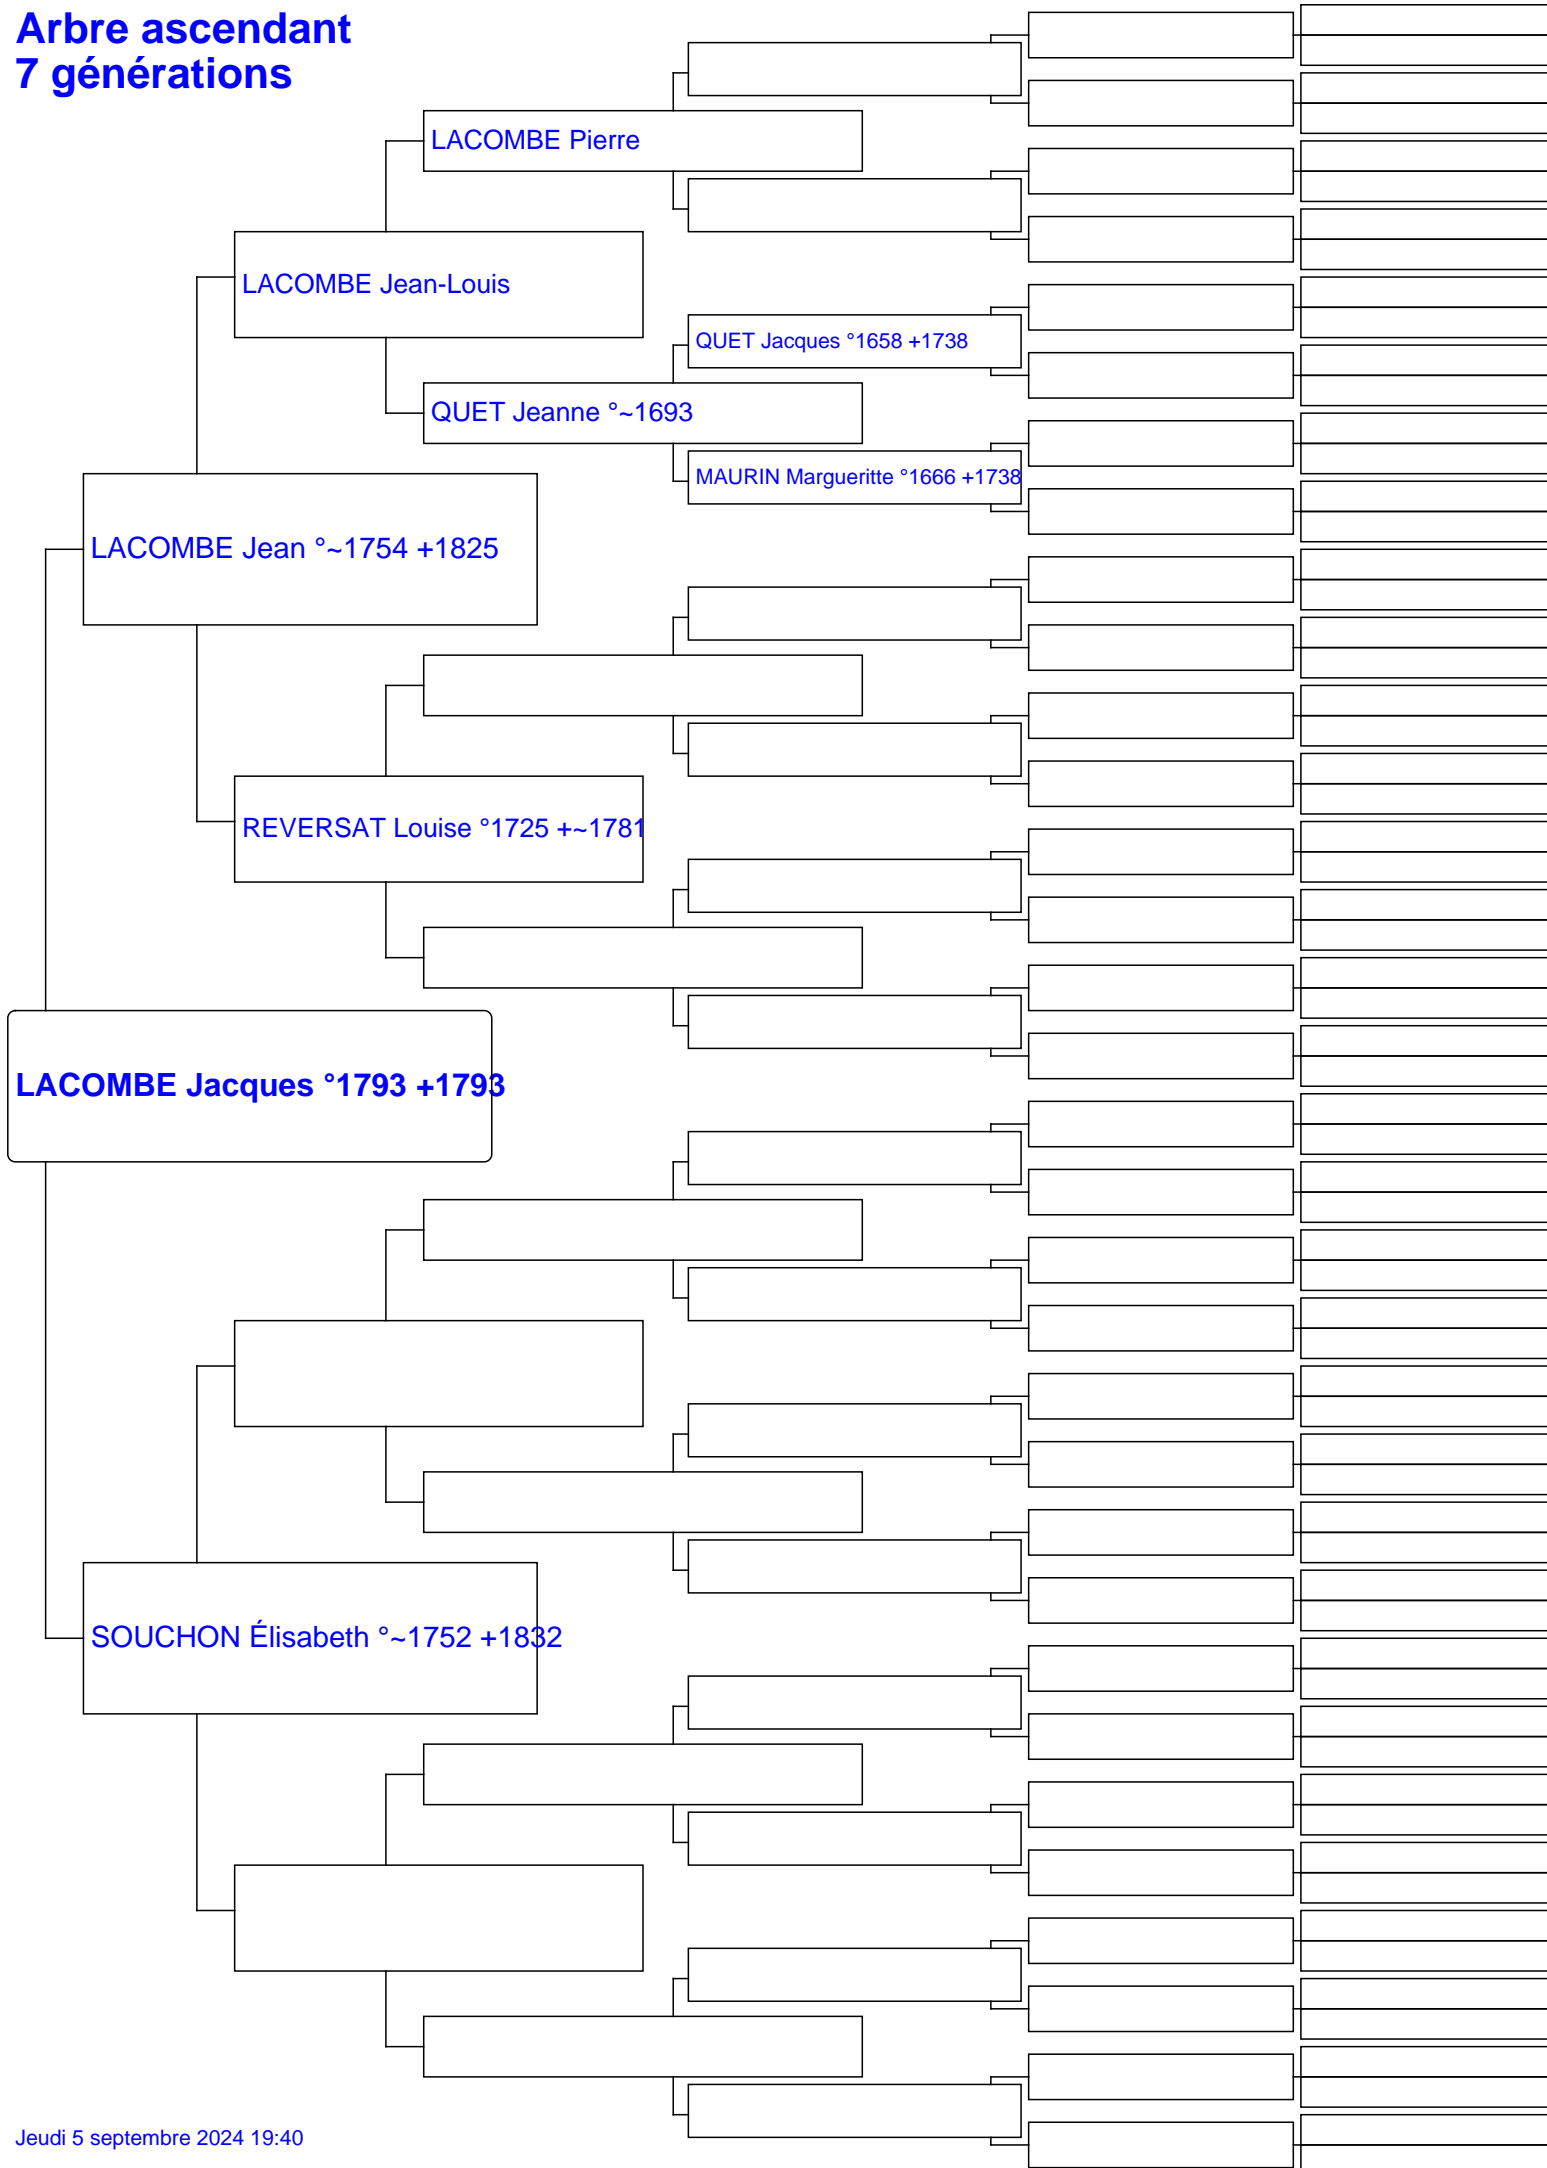 Arbre ascendant
7 générations
LACOMBE Pierre
LACOMBE Jean-Louis
QUET Jacques °1658 +1738
QUET Jeanne °~1693
MAURIN Margueritte °1666 +1738
LACOMBE Jean °~1754 +1825
REVERSAT Louise °1725 +~1781
LACOMBE Jacques °1793 +1793
SOUCHON Élisabeth °~1752 +1832
Jeudi 5 septembre 2024 19:40